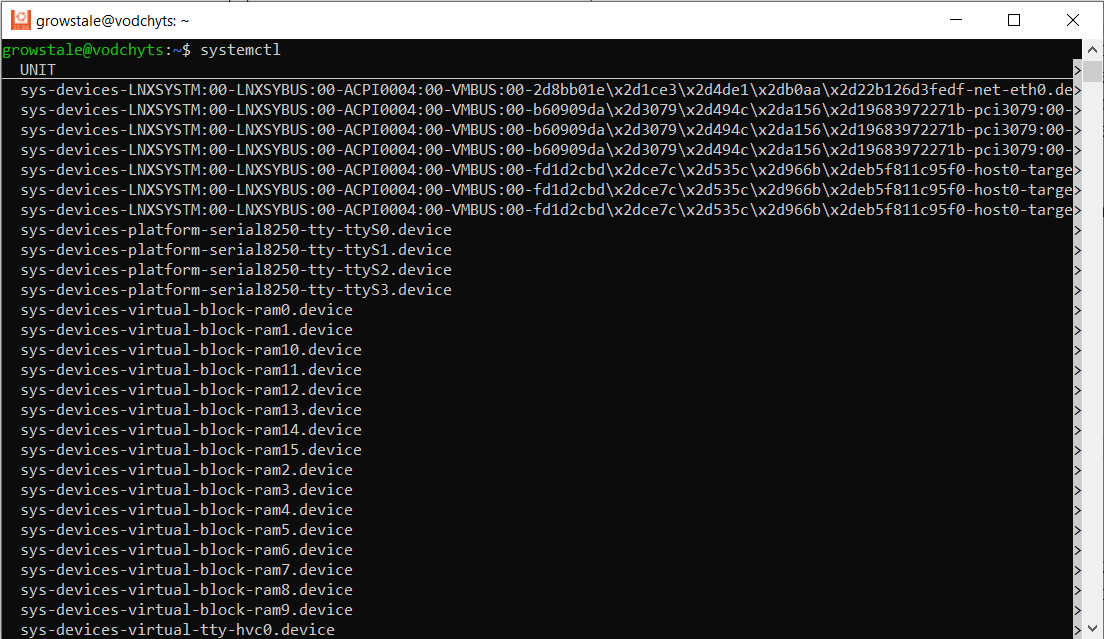 growstale@vodchyts: ~
growstale@vodchyts:~$ systemctl
UNIT >
sys-devices-LNXSYSTM:00-LNXSYBUS:00-ACPI0004:00-VMBUS:00-2d8bb01e\x2d1ce3\x2d4de1\x2db0aa\x2d22b126d3fedf-net-eth0.de>
sys-devices-LNXSYSTM:00-LNXSYBUS:00-ACPI0004:00-VMBUS:00-b60909da\x2d3079\x2d494c\x2da156\x2d19683972271b-pci3079:00->
sys-devices-LNXSYSTM:00-LNXSYBUS:00-ACPI0004:00-VMBUS:00-b60909da\x2d3079\x2d494c\x2da156\x2d19683972271b-pci3079:00->
sys-devices-LNXSYSTM:00-LNXSYBUS:00-ACPI0004:00-VMBUS:00-b60909da\x2d3079\x2d494c\x2da156\x2d19683972271b-pci3079:00->
sys-devices-LNXSYSTM:00-LNXSYBUS:00-ACPI0004:00-VMBUS:00-fd1d2cbd\x2dce7c\x2d535c\x2d966b\x2deb5f811c95f0-host0-targe>
sys-devices-LNXSYSTM:00-LNXSYBUS:00-ACPI0004:00-VMBUS:00-fd1d2cbd\x2dce7c\x2d535c\x2d966b\x2deb5f811c95f0-host0-targe>
sys-devices-LNXSYSTM:00-LNXSYBUS:00-ACPI0004:00-VMBUS:00-fd1d2cbd\x2dce7c\x2d535c\x2d966b\x2deb5f811c95f0-host0-targe>
sys-devices-platform-serial8250-tty-ttyS0.device >
sys-devices-platform-serial8250-tty-ttyS1.device >
sys-devices-platform-serial8250-tty-ttyS2.device >
sys-devices-platform-serial8250-tty-ttyS3.device >
sys-devices-virtual-block-ram0.device >
sys-devices-virtual-block-ram1.device >
sys-devices-virtual-block-ram10.device >
sys-devices-virtual-block-ram11.device >
sys-devices-virtual-block-ram12.device >
sys-devices-virtual-block-ram13.device >
sys-devices-virtual-block-ram14.device >
sys-devices-virtual-block-ram15.device >
sys-devices-virtual-block-ram2.device >
sys-devices-virtual-block-ram3.device >
sys-devices-virtual-block-ram4.device >
sys-devices-virtual-block-ram5.device >
sys-devices-virtual-block-ram6.device >
sys-devices-virtual-block-ram7.device >
sys-devices-virtual-block-ram8.device >
sys-devices-virtual-block-ram9.device >
sys-devices-virtual-tty-hvc0.device >